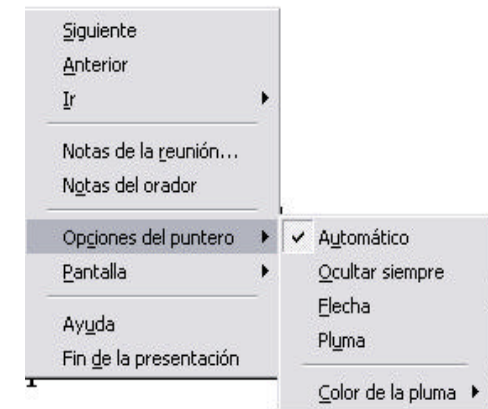 Siguiente
Anterior
Ir
Notas de la reunión...
Notas del orador
Opciones del puntero
Pantalla
Ayuda
Fin de la presentación
Automático
Ocultar siempre
Flecha
Pluma
Color de la pluma